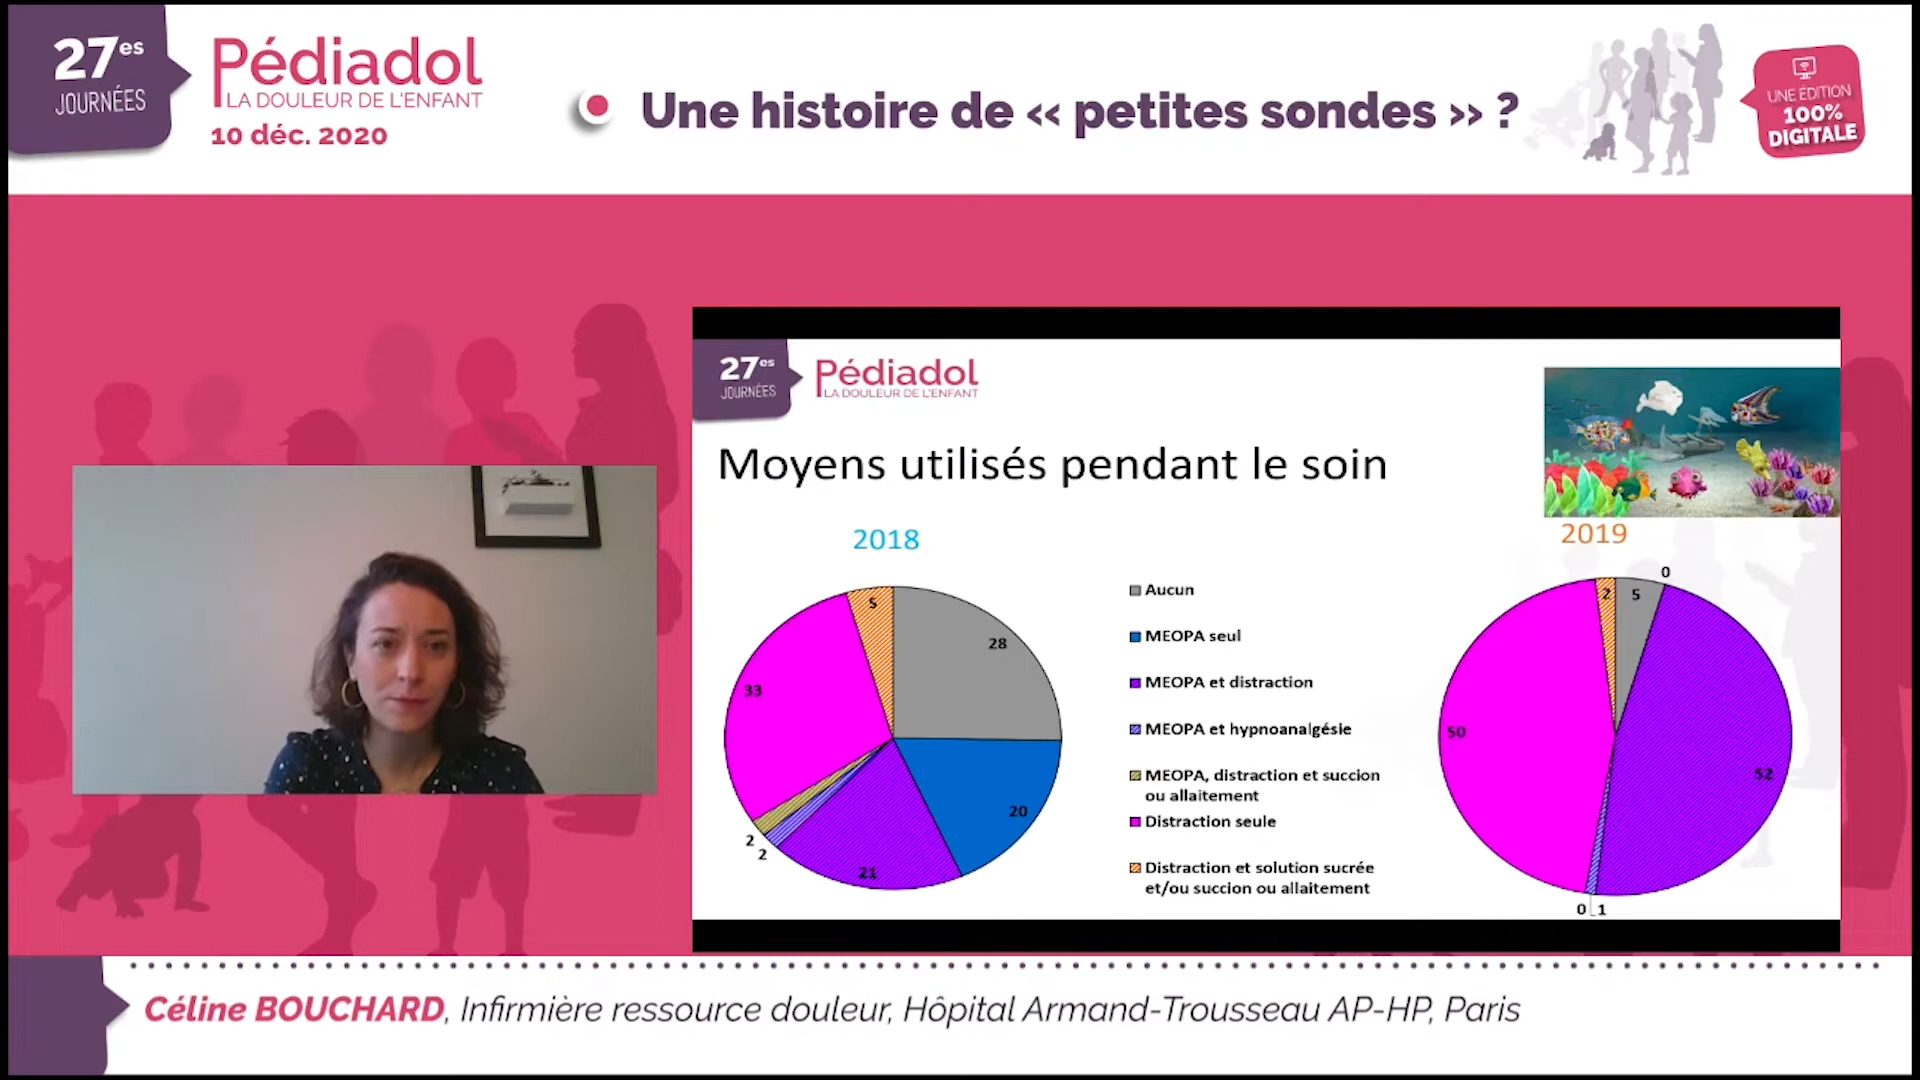 27es
JOURNÉES
Pédiadol
LA DOULEUR DE L'ENFANT
10 déc. 2020
Une histoire de « petites sondes » ?
UNE ÉDITION
100%
DIGITALE
27es
JOURNÉES
Pédiadol
LA DOULEUR DE L'ENFANT
Moyens utilisés pendant le soin
2018
5
28
33
20
21
2
2
Aucun
MEOPA seul
MEOPA et distraction
MEOPA et hypnoanalgésie
MEOPA, distraction et succion
ou allaitement
Distraction seule
Distraction et solution sucrée
et/ou succion ou allaitement
2019
0
2
5
50
52
0
1
Céline BOUCHARD, Infirmière ressource douleur, Hôpital Armand-Trousseau AP-HP, Paris